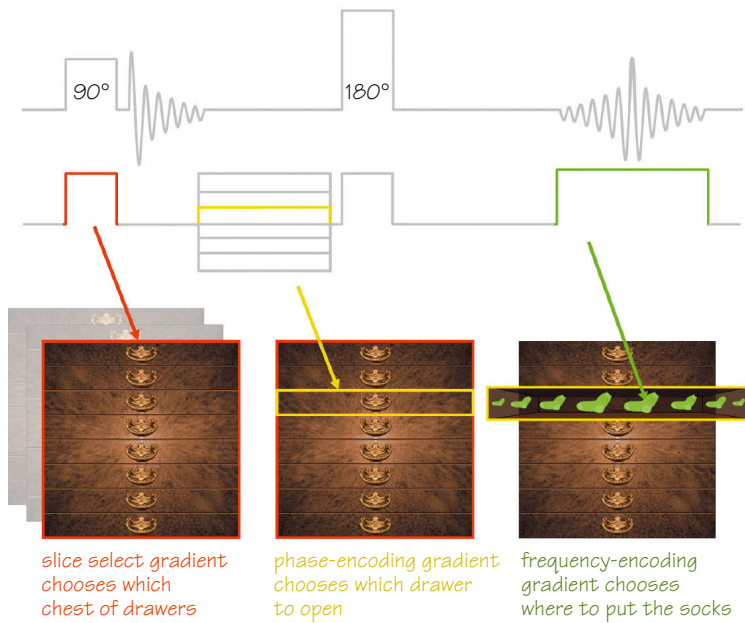 90°
180°
slice select gradient
chooses which
chest of drawers
phase-encoding gradient
chooses which drawer
to open
frequency-encoding
gradient chooses
where to put the socks